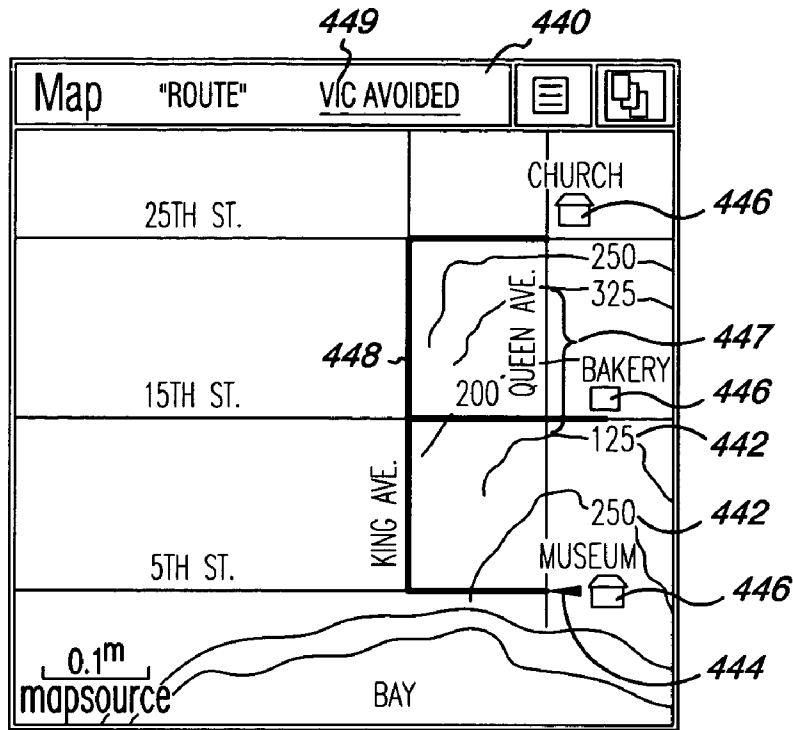 449 440
Map "ROUTE" VIC AVOIDED
CHURCH
446
25TH ST.
250
325
QUEEN AVE.
447
448
BAKERY
200
446
15TH ST.
125 442
KING AVE.
250 442
MUSEUM
5TH ST.
446
0.1m
444
mapsource
BAY